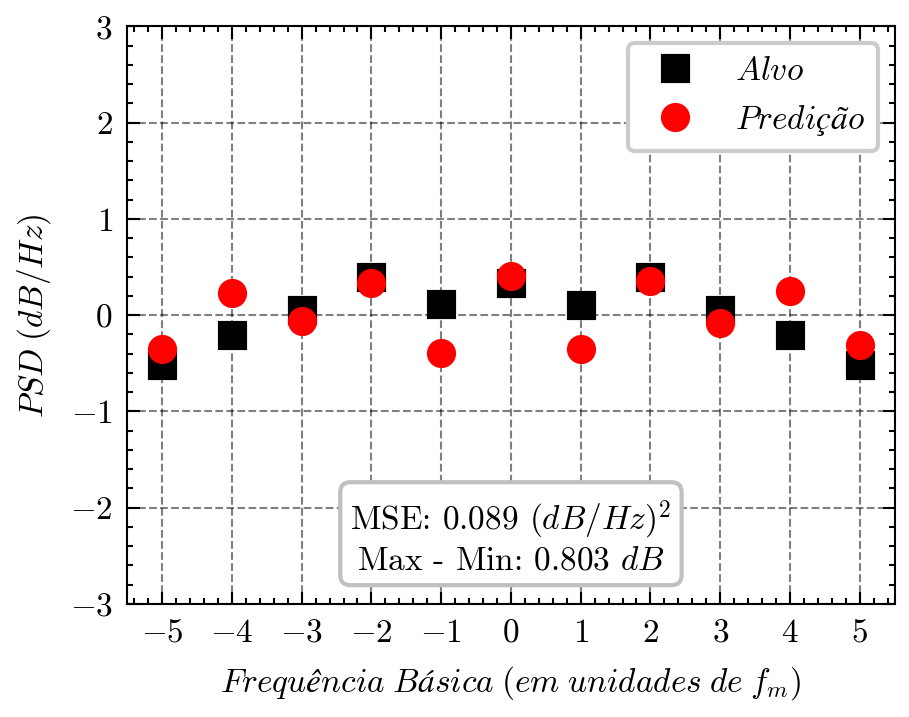 3
2
1
0
−1
−2
−3
PSD (dB/Hz)
Alvo
Predição
MSE: 0.089 (dB/Hz)²
Max - Min: 0.803 dB
−5 −4 −3 −2 −1 0 1 2 3 4 5
Frequência Básica (em unidades de fₘ)